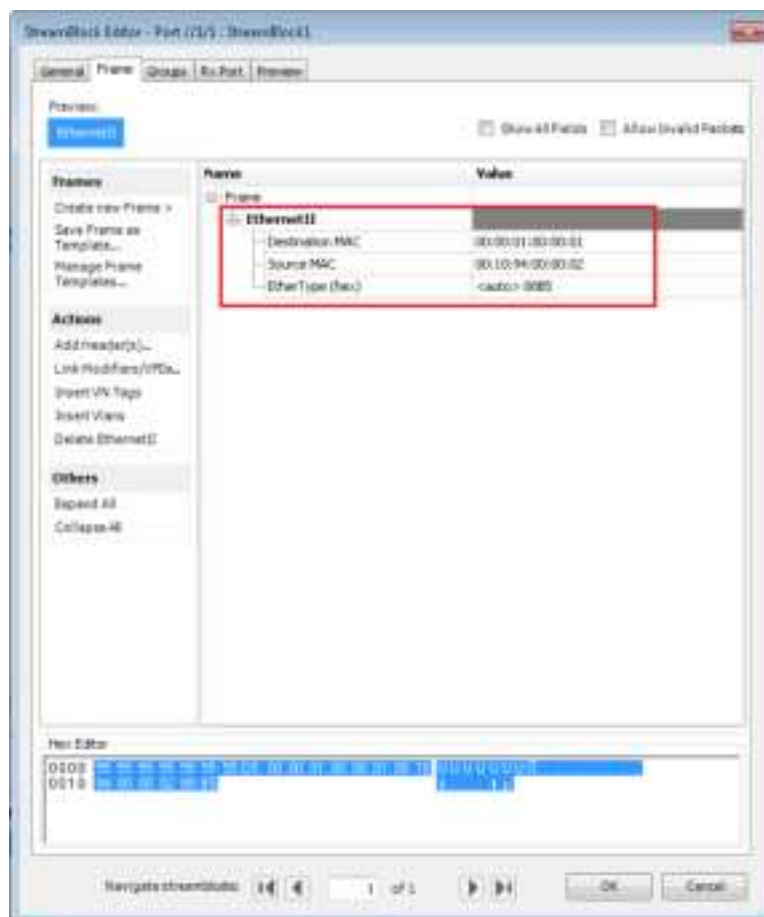 StreamBlock Editor - Port //1/1 : StreamBlock1
General Frame Groups Rx Port Preview
Preview:
EthernetII
Show All Fields Allow Invalid Packets
Frames
Create new Frame >
Save Frame as
Template...
Manage Frame
Templates...
Actions
Add Header(s)...
Link Modifiers/VFDs...
Insert VN Tags
Insert Vlans
Delete EthernetII
Others
Expand All
Collapse All
Name Value
Frame
EthernetII
Destination MAC 00:00:01:00:00:01
Source MAC 00:10:94:00:00:02
EtherType (hex) <auto> 88B5
Hex Editor
0000
0010
Navigate streamblocks: 1 of 1 OK Cancel